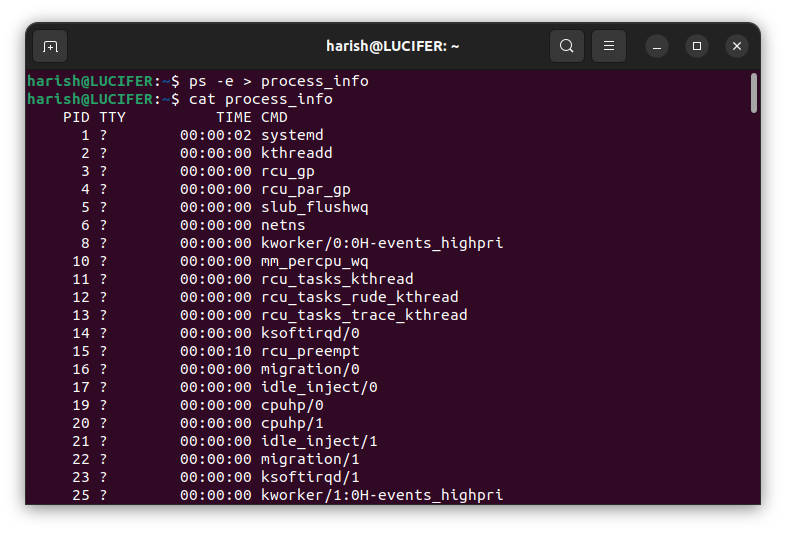 harish@LUCIFER: ~
harish@LUCIFER:~$ ps -e > process_info
harish@LUCIFER:~$ cat process_info
    PID TTY          TIME CMD
      1 ?        00:00:02 systemd
      2 ?        00:00:00 kthreadd
      3 ?        00:00:00 rcu_gp
      4 ?        00:00:00 rcu_par_gp
      5 ?        00:00:00 slub_flushwq
      6 ?        00:00:00 netns
      8 ?        00:00:00 kworker/0:0H-events_highpri
     10 ?        00:00:00 mm_percpu_wq
     11 ?        00:00:00 rcu_tasks_kthread
     12 ?        00:00:00 rcu_tasks_rude_kthread
     13 ?        00:00:00 rcu_tasks_trace_kthread
     14 ?        00:00:00 ksoftirqd/0
     15 ?        00:00:10 rcu_preempt
     16 ?        00:00:00 migration/0
     17 ?        00:00:00 idle_inject/0
     19 ?        00:00:00 cpuhp/0
     20 ?        00:00:00 cpuhp/1
     21 ?        00:00:00 idle_inject/1
     22 ?        00:00:00 migration/1
     23 ?        00:00:00 ksoftirqd/1
     25 ?        00:00:00 kworker/1:0H-events_highpri